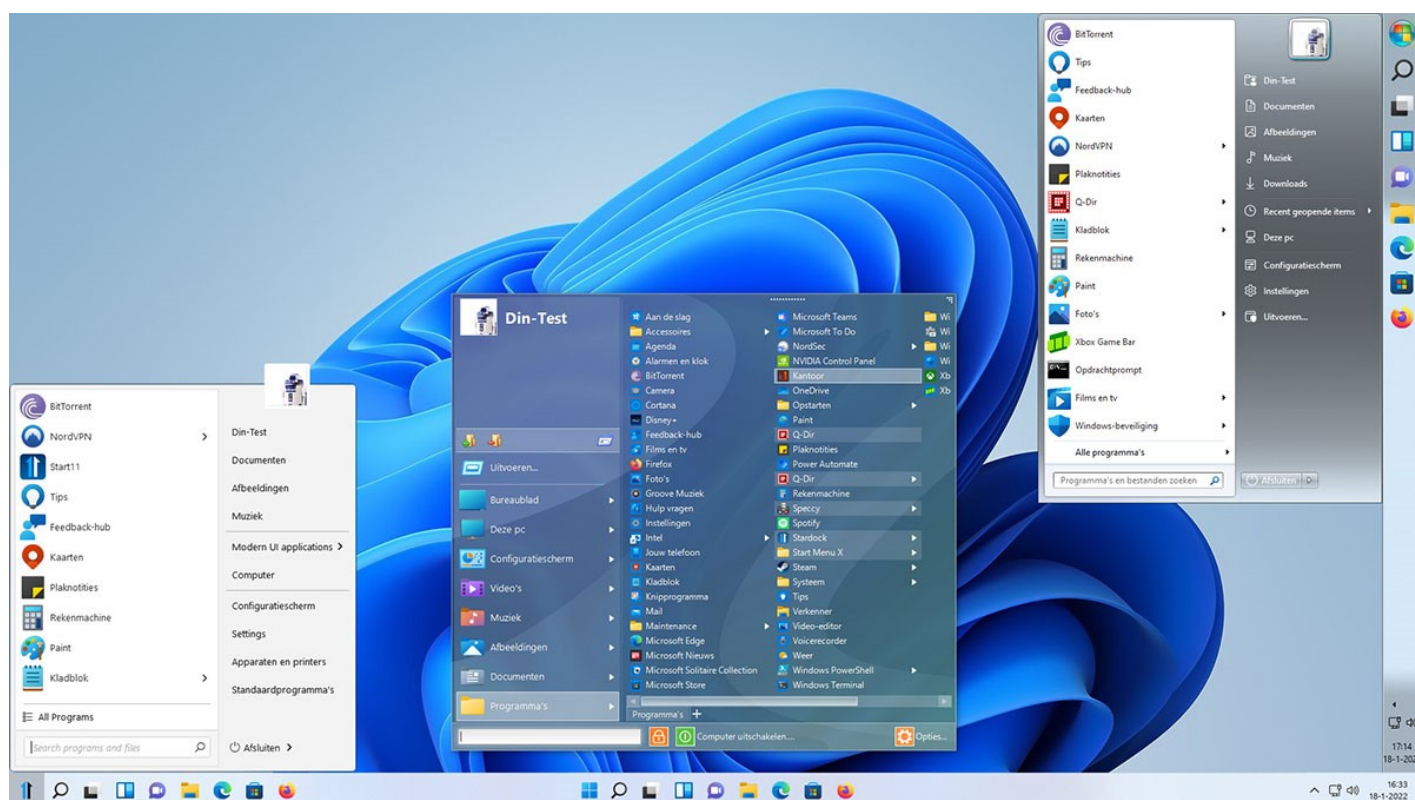 BitTorrent
NordVPN
Start11
Tips
Feedback-hub
Kaarten
Plaknotities
Rekenmachine
Paint
Kladblok
All Programs
Search programs and files
Din-Test
Documenten
Afbeeldingen
Muziek
Modern UI applications
Computer
Configuratiescherm
Settings
Apparaten en printers
Standaardprogramma's
Afsluiten
Din-Test
Uitvoeren...
Bureaublad
Deze pc
Configuratiescherm
Video's
Muziek
Afbeeldingen
Documenten
Programma's
Aan de slag
Accessoires
Agenda
Alarmen en klok
BitTorrent
Camera
Cortana
Disney+
Feedback-hub
Films en tv
Firefox
Foto's
Groove Muziek
Hulp vragen
Instellingen
Intel
Jouw telefoon
Kaarten
Kladblok
Knipprogramma
Mail
Maintenance
Microsoft Edge
Microsoft Nieuws
Microsoft Solitaire Collection
Microsoft Store
Microsoft Teams
Microsoft To Do
NordSec
NVIDIA Control Panel
Kantoor
OneDrive
Opstarten
Paint
Q-Dir
Plaknotities
Power Automate
Q-Dir
Rekenmachine
Speccy
Spotify
Stardock
Start Menu X
Steam
Systeem
Tips
Verkenner
Video-editor
Voicerecorder
Weer
Windows PowerShell
Windows Terminal
Wi
Wi
Wi
Wi
Xb
Xb
Programma's +
Computer uitschakelen....
Opties...
BitTorrent
Tips
Feedback-hub
Kaarten
NordVPN
Plaknotities
Q-Dir
Kladblok
Rekenmachine
Paint
Foto's
Xbox Game Bar
Opdrachtprompt
Films en tv
Windows-beveiliging
Alle programma's
Programma's en bestanden zoeken
Din-Test
Documenten
Afbeeldingen
Muziek
Downloads
Recent geopende items
Deze pc
Configuratiescherm
Instellingen
Uitvoeren...
Afsluiten
17:14
18-1-202
16:33
18-1-2022